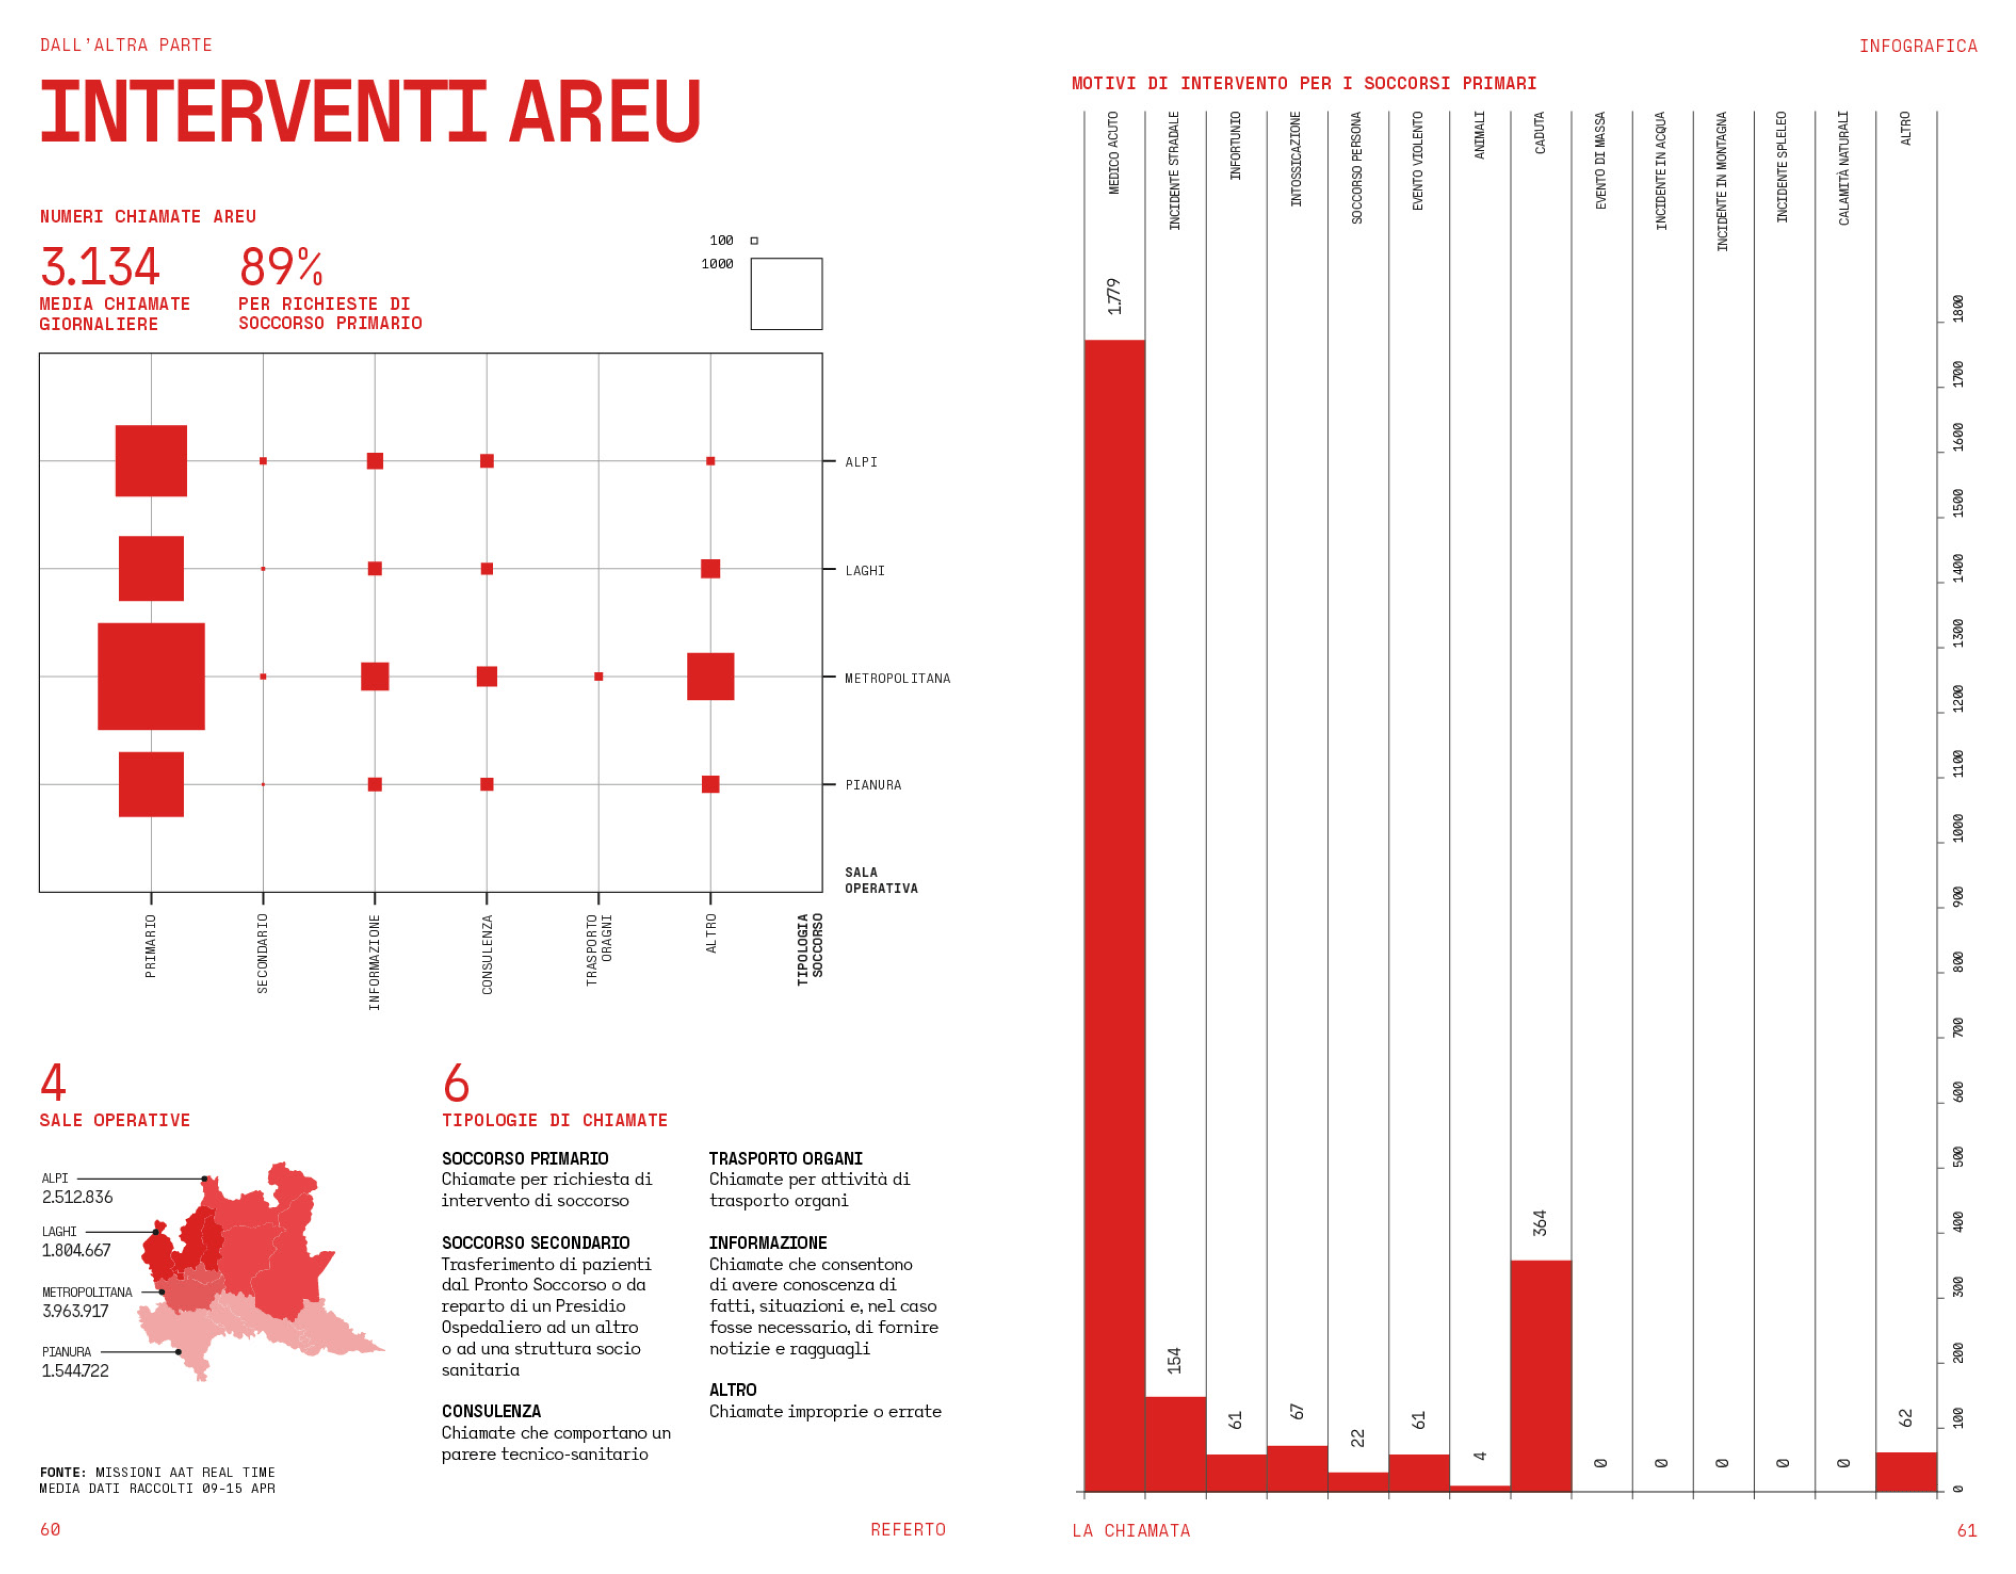 DALL'ALTRA PARTE
INTERVENTI AREU
NUMERI CHIAMATE AREU
3.134
MEDIA CHIAMATE
GIORNALIERE
89%
PER RICHIESTE DI
SOCCORSO PRIMARIO
100
1000
ALPI
LAGHI
METROPOLITANA
PIANURA
SALA
OPERATIVA
PRIMARIO
SECONDARIO
INFORMAZIONE
CONSULENZA
TRASPORTO
ORAGNI
ALTRO
TIPOLOGIA
SOCCORSO
4
SALE OPERATIVE
ALPI
2.512.836
LAGHI
1.804.667
METROPOLITANA
3.963.917
PIANURA
1.544.722
6
TIPOLOGIE DI CHIAMATE
SOCCORSO PRIMARIO
Chiamate per richiesta di
intervento di soccorso
SOCCORSO SECONDARIO
Trasferimento di pazienti
dal Pronto Soccorso o da
reparto di un Presidio
Ospedaliero ad un altro
o ad una struttura socio
sanitaria
CONSULENZA
Chiamate che comportano un
parere tecnico-sanitario
TRASPORTO ORGANI
Chiamate per attività di
trasporto organi
INFORMAZIONE
Chiamate che consentono
di avere conoscenza di
fatti, situazioni e, nel caso
fosse necessario, di fornire
notizie e ragguagli
ALTRO
Chiamate improprie o errate
FONTE: MISSIONI AAT REAL TIME
MEDIA DATI RACCOLTI 09-15 APR
60
REFERTO
INFOGRAFICA
MOTIVI DI INTERVENTO PER I SOCCORSI PRIMARI
MEDICO ACUTO
INCIDENTE STRADALE
INFORTUNIO
INTOSSICAZIONE
SOCCORSO PERSONA
EVENTO VIOLENTO
ANIMALI
CADUTA
EVENTO DI MASSA
INCIDENTE IN ACQUA
INCIDENTE IN MONTAGNA
INCIDENTE SPLELEO
CALAMITÀ NATURALI
ALTRO
1.779
154
61
67
22
61
4
364
0
0
0
0
0
62
1800
1700
1600
1500
1400
1300
1200
1100
1000
900
800
700
600
500
400
300
200
100
0
LA CHIAMATA
61